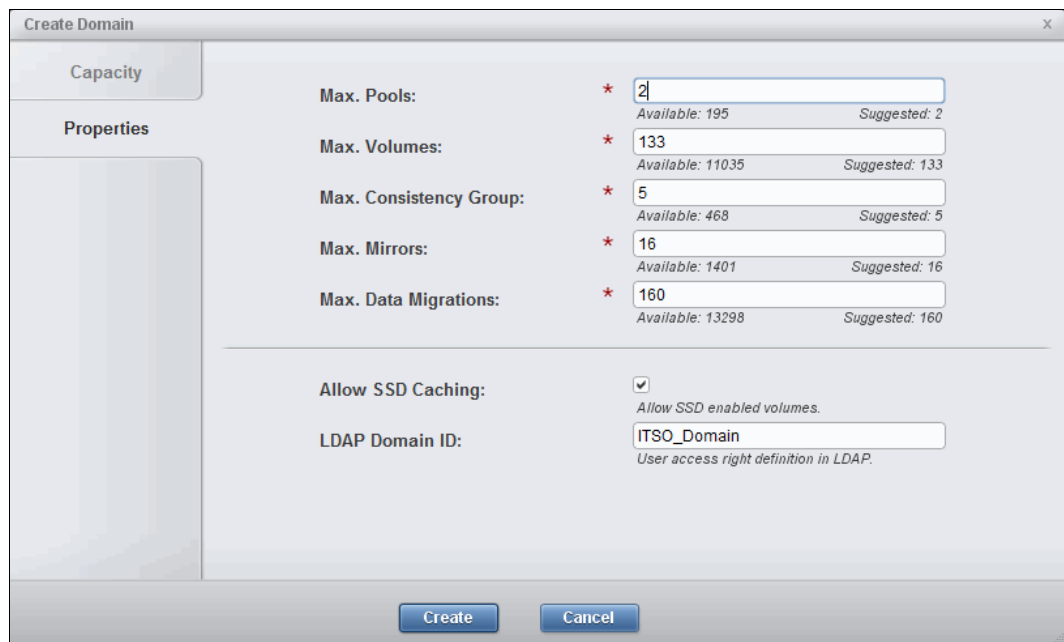 Create Domain x
Capacity
Properties
Max. Pools: * 2
Available: 195 Suggested: 2
Max. Volumes: * 133
Available: 11035 Suggested: 133
Max. Consistency Group: * 5
Available: 468 Suggested: 5
Max. Mirrors: * 16
Available: 1401 Suggested: 16
Max. Data Migrations: * 160
Available: 13298 Suggested: 160
Allow SSD Caching:
Allow SSD enabled volumes.
LDAP Domain ID: ITSO_Domain
User access right definition in LDAP.
Create Cancel